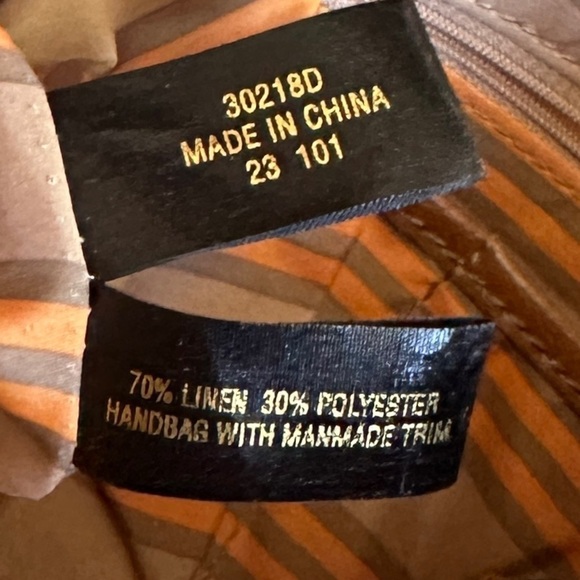 30218D
MADE IN CHINA
23 101
70% LINEN 30% POLYESTER
HANDBAG WITH MANMADE TRIM